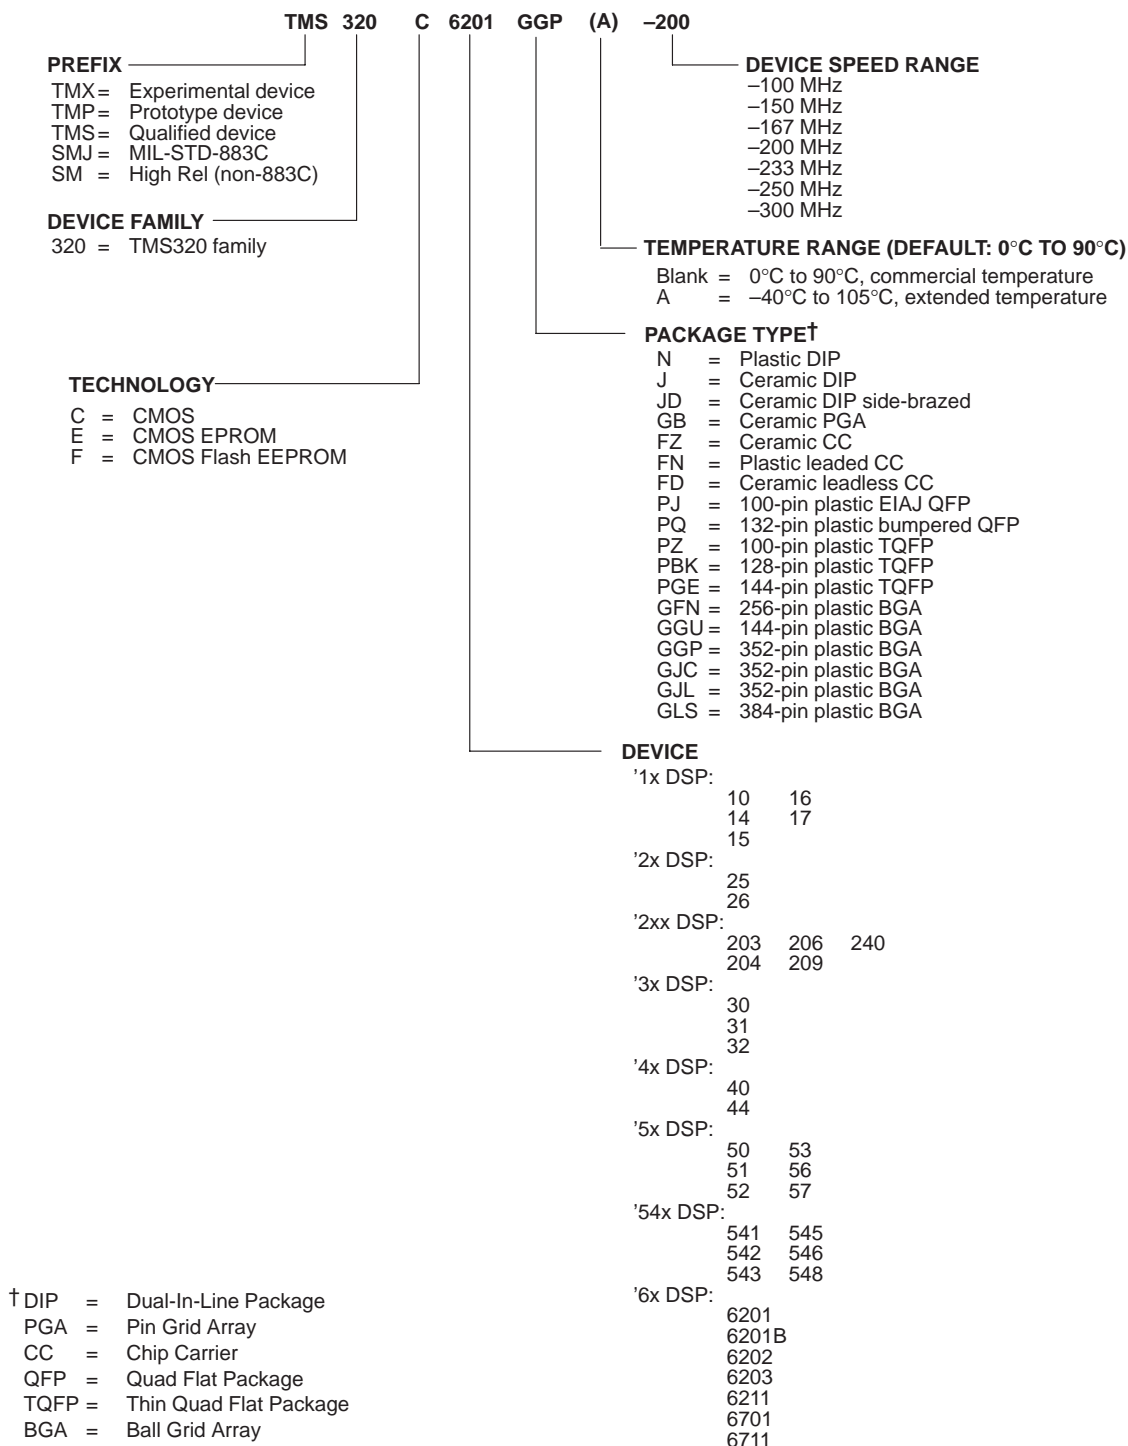 TMS 320 C 6201 GGP (A) –200
PREFIX
TMX = Experimental device
TMP = Prototype device
TMS = Qualified device
SMJ = MIL-STD-883C
SM = High Rel (non-883C)
DEVICE SPEED RANGE
–100 MHz
–150 MHz
–167 MHz
–200 MHz
–233 MHz
–250 MHz
–300 MHz
DEVICE FAMILY
320 = TMS320 family
TEMPERATURE RANGE (DEFAULT: 0°C TO 90°C)
Blank = 0°C to 90°C, commercial temperature
A = –40°C to 105°C, extended temperature
PACKAGE TYPE†
N = Plastic DIP
J = Ceramic DIP
JD = Ceramic DIP side-brazed
GB = Ceramic PGA
FZ = Ceramic CC
FN = Plastic leaded CC
FD = Ceramic leadless CC
PJ = 100-pin plastic EIAJ QFP
PQ = 132-pin plastic bumpered QFP
PZ = 100-pin plastic TQFP
PBK = 128-pin plastic TQFP
PGE = 144-pin plastic TQFP
GFN = 256-pin plastic BGA
GGU = 144-pin plastic BGA
GGP = 352-pin plastic BGA
GJC = 352-pin plastic BGA
GJL = 352-pin plastic BGA
GLS = 384-pin plastic BGA
TECHNOLOGY
C = CMOS
E = CMOS EPROM
F = CMOS Flash EEPROM
DEVICE
’1x DSP:
10 16
14 17
15
’2x DSP:
25
26
’2xx DSP:
203 206 240
204 209
’3x DSP:
30
31
32
’4x DSP:
40
44
’5x DSP:
50 53
51 56
52 57
’54x DSP:
541 545
542 546
543 548
’6x DSP:
6201
6201B
6202
6203
6211
6701
6711
† DIP = Dual-In-Line Package
PGA = Pin Grid Array
CC = Chip Carrier
QFP = Quad Flat Package
TQFP = Thin Quad Flat Package
BGA = Ball Grid Array